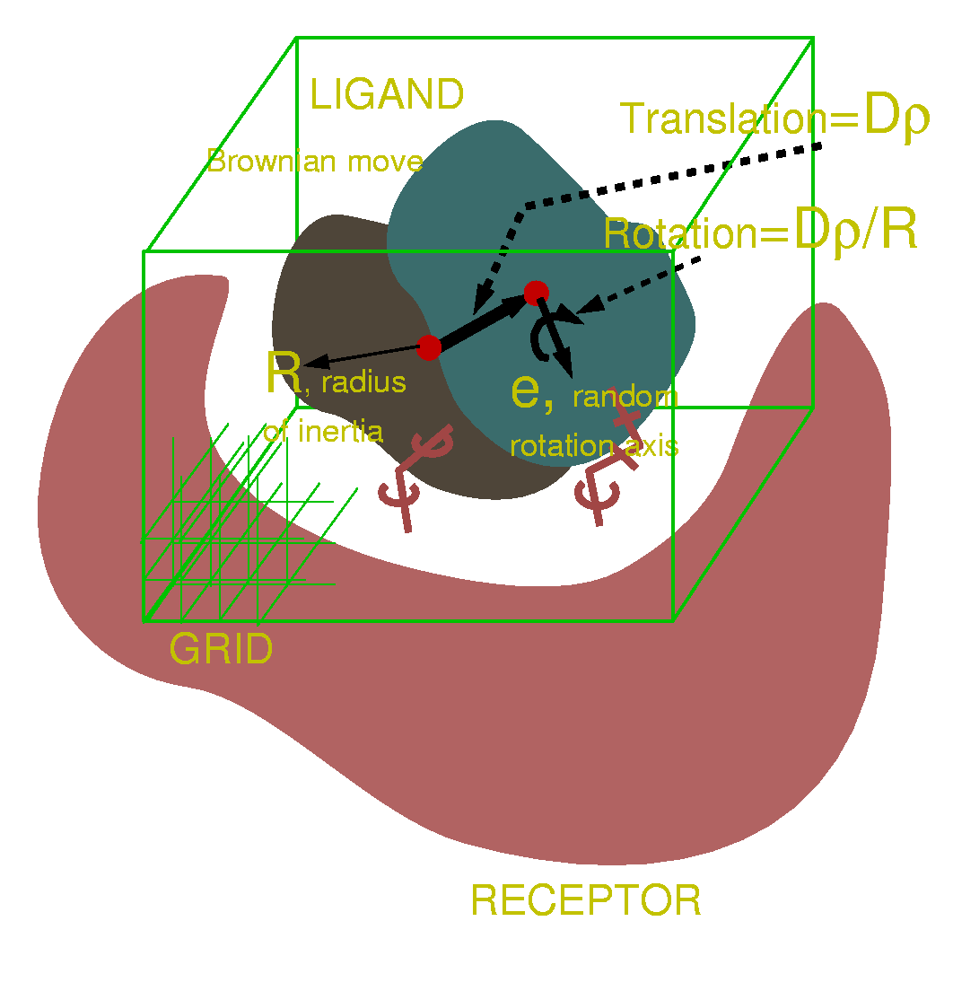 LIGAND
Translation=Dρ
Brownian move
Rotation=Dρ/R
R, radius
of inertia
e, random
rotation axis
GRID
RECEPTOR